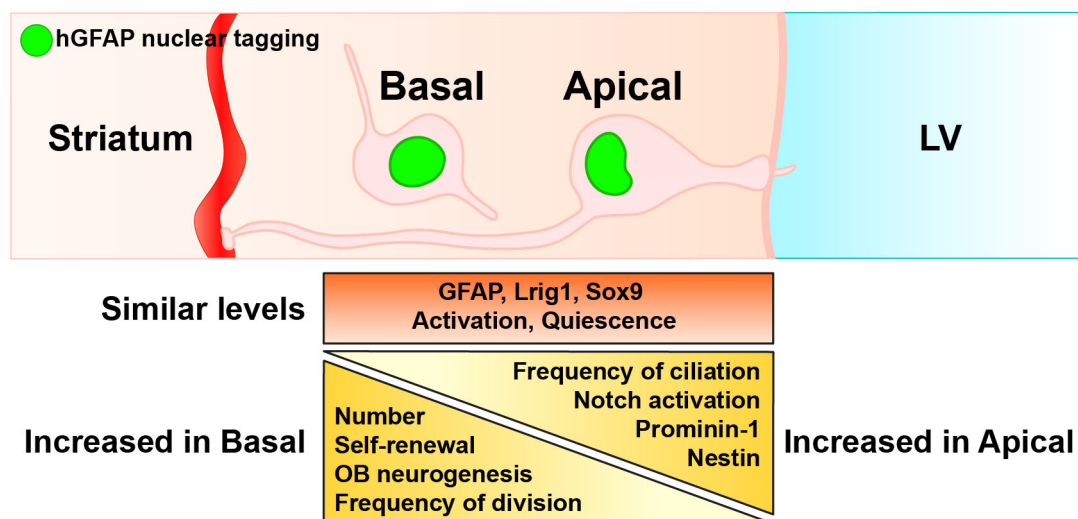 hGFAP nuclear tagging
Basal
Apical
Striatum
LV
Similar levels
GFAP, Lrig1, Sox9
Activation, Quiescence
Frequency of ciliation
Notch activation
Prominin-1
Nestin
Increased in Basal
Number
Self-renewal
OB neurogenesis
Frequency of division
Increased in Apical